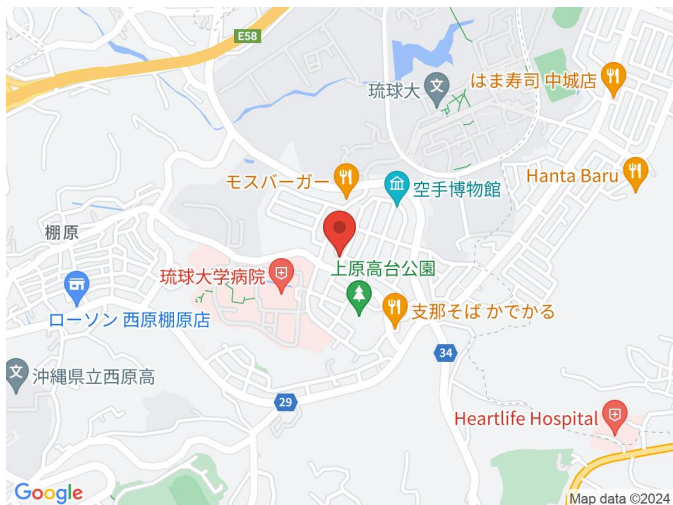 E58
琉球大
はま寿司 中城店
モスバーガー
空手博物館
Hanta Baru
棚原
琉球大学病院
上原高台公園
ローソン 西原棚原店
支那そば かでかる
34
沖縄県立西原高
29
Heartlife Hospital
Google
Map data ©2024